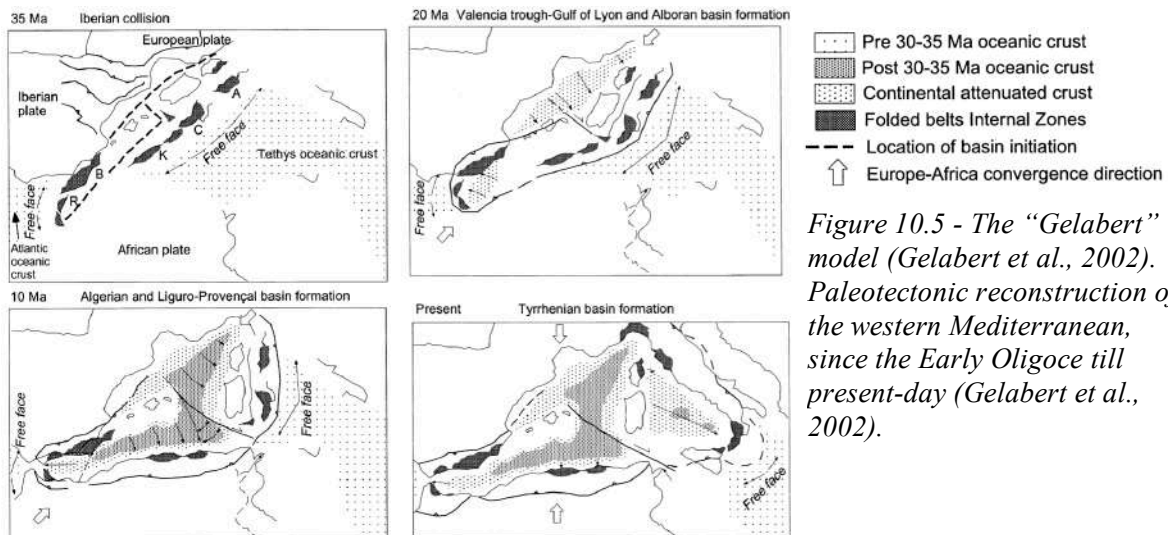 35 Ma Iberian collision
European plate
Iberian
plate
A
C
K
B
R
Free face
Tethys oceanic crust
Free face
Atlantic
oceanic
crust
African plate
20 Ma Valencia trough-Gulf of Lyon and Alboran basin formation
Free face
Free face
10 Ma Algerian and Liguro-Provençal basin formation
Free face
Free face
Present Tyrrhenian basin formation
Free face
Pre 30-35 Ma oceanic crust
Post 30-35 Ma oceanic crust
Continental attenuated crust
Folded belts Internal Zones
Location of basin initiation
Europe-Africa convergence direction
Figure 10.5 - The “Gelabert”
model (Gelabert et al., 2002).
Paleotectonic reconstruction o
the western Mediterranean,
since the Early Oligoce till
present-day (Gelabert et al.,
2002).